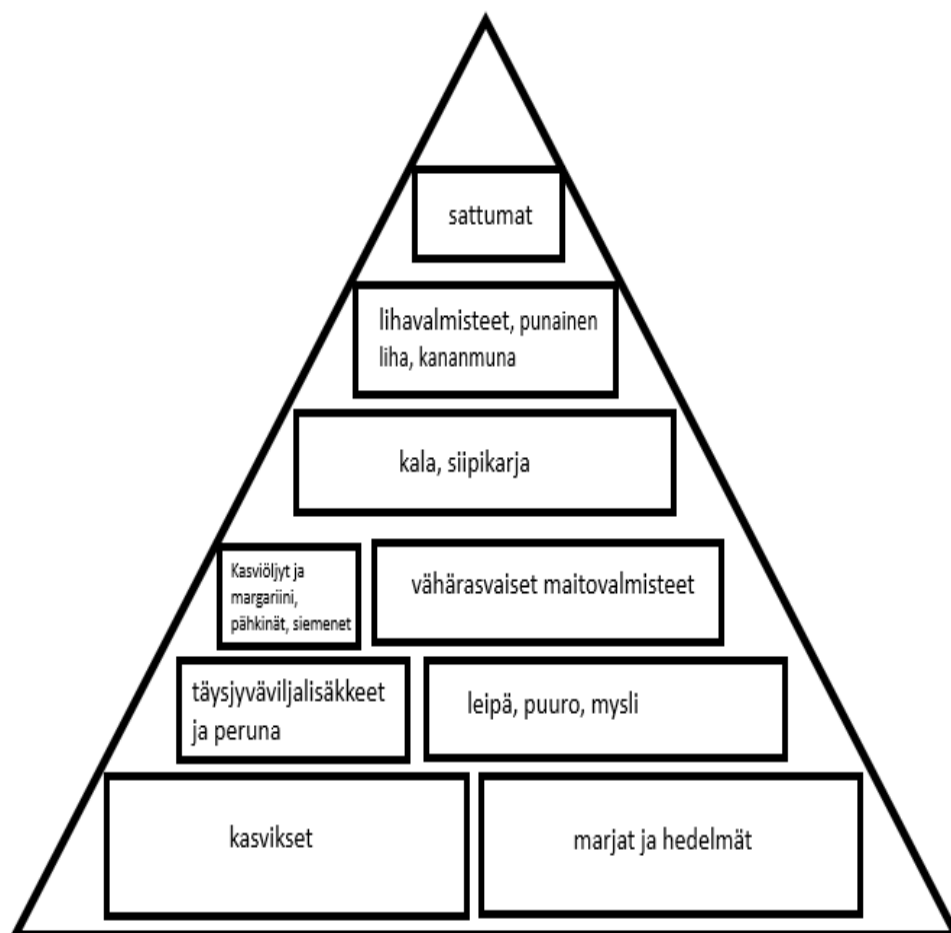 sattumat
lihavalmisteet, punainen
liha, kananmuna
kala, siipikarja
Kasviöljyt ja
margariini,
pähkinät, siemenet
vähärasvaiset maitovalmisteet
täysjyväviljalisäkkeet
ja peruna
leipä, puuro, mysli
kasvikset
marjat ja hedelmät